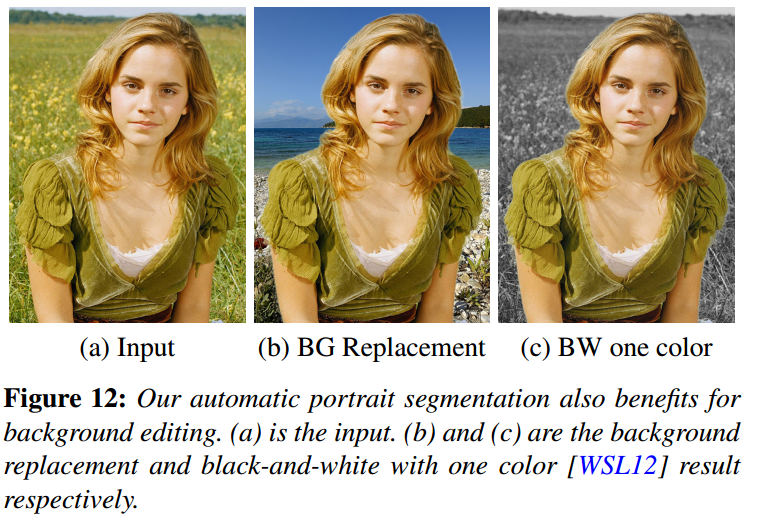 (a) Input
(b) BG Replacement
(c) BW one color
Figure 12: Our automatic portrait segmentation also benefits for
background editing. (a) is the input. (b) and (c) are the background
replacement and black-and-white with one color [WSL12] result
respectively.